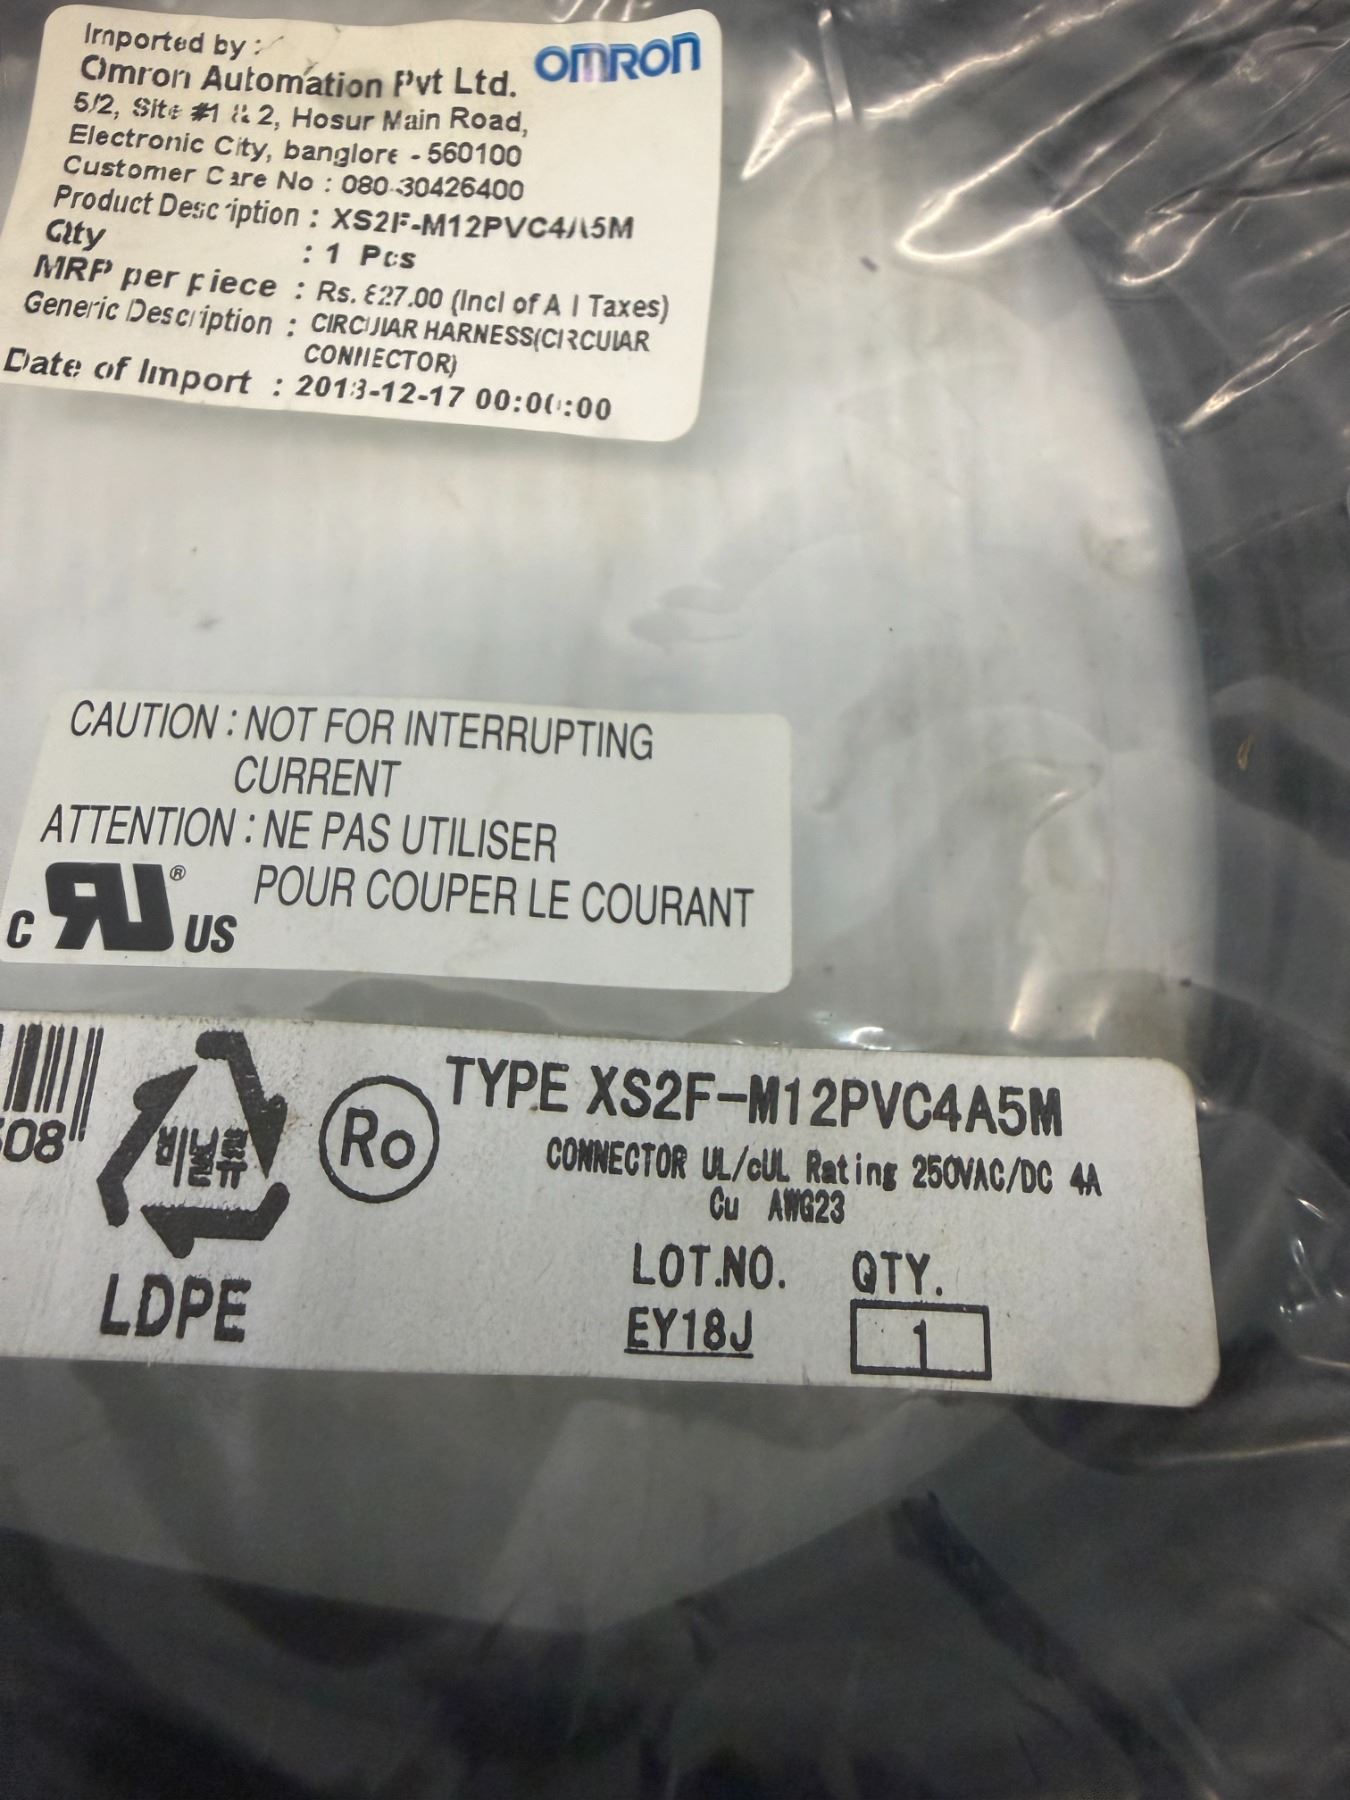 Imported by :
Omron Automation Pvt Ltd.
OMRON
5/2, Site #1 & 2, Hosur Main Road,
Electronic City, banglore - 560100
Customer Care No : 080-30426400
Product Description : XS2F-M12PVC4A5M
Qty : 1 Pcs
MRP per piece : Rs. 827.00 (Incl of All Taxes)
Generic Description : CIRCULAR HARNESS(CIRCULAR
CONNECTOR)
Date of Import : 2018-12-17 00:00:00
CAUTION : NOT FOR INTERRUPTING
CURRENT
ATTENTION : NE PAS UTILISER
POUR COUPER LE COURANT
C RU ® US
508
비닐류
LDPE
Ro
TYPE XS2F-M12PVC4A5M
CONNECTOR UL/cUL Rating 250VAC/DC 4A
Cu AWG23
LOT.NO. QTY.
EY18J 1